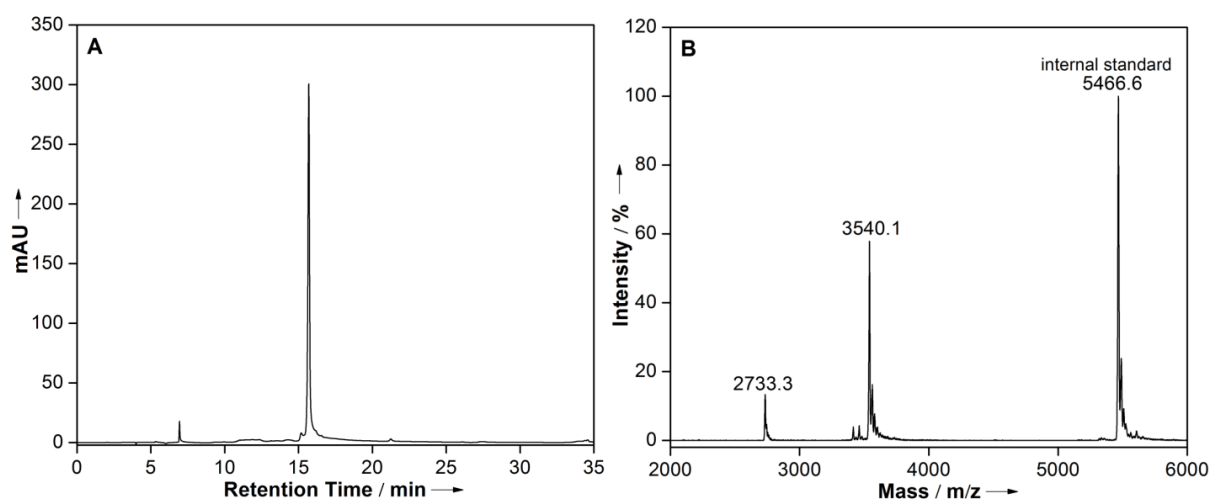 A
350
300
250
200
150
100
50
0
mAU →
0 5 10 15 20 25 30 35
Retention Time / min →
B
120
100
80
60
40
20
0
Intensity / % →
internal standard
5466.6
3540.1
2733.3
2000 3000 4000 5000 6000
Mass / m/z →